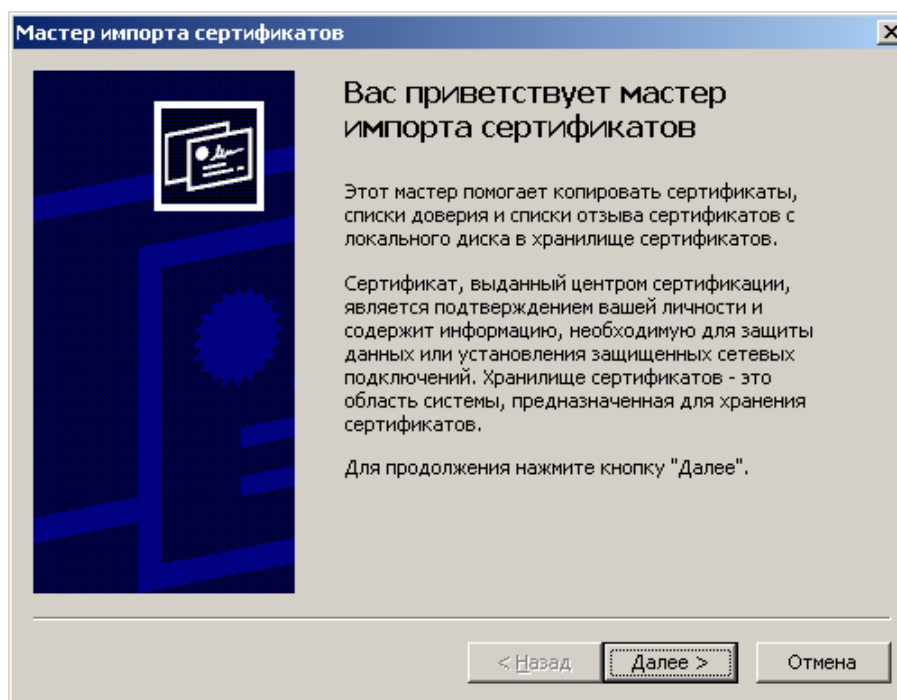 Мастер импорта сертификатов
Вас приветствует мастер
импорта сертификатов
Этот мастер помогает копировать сертификаты,
списки доверия и списки отзыва сертификатов с
локального диска в хранилище сертификатов.
Сертификат, выданный центром сертификации,
является подтверждением вашей личности и
содержит информацию, необходимую для защиты
данных или установления защищенных сетевых
подключений. Хранилище сертификатов - это
область системы, предназначенная для хранения
сертификатов.
Для продолжения нажмите кнопку "Далее".
< Назад Далее > Отмена